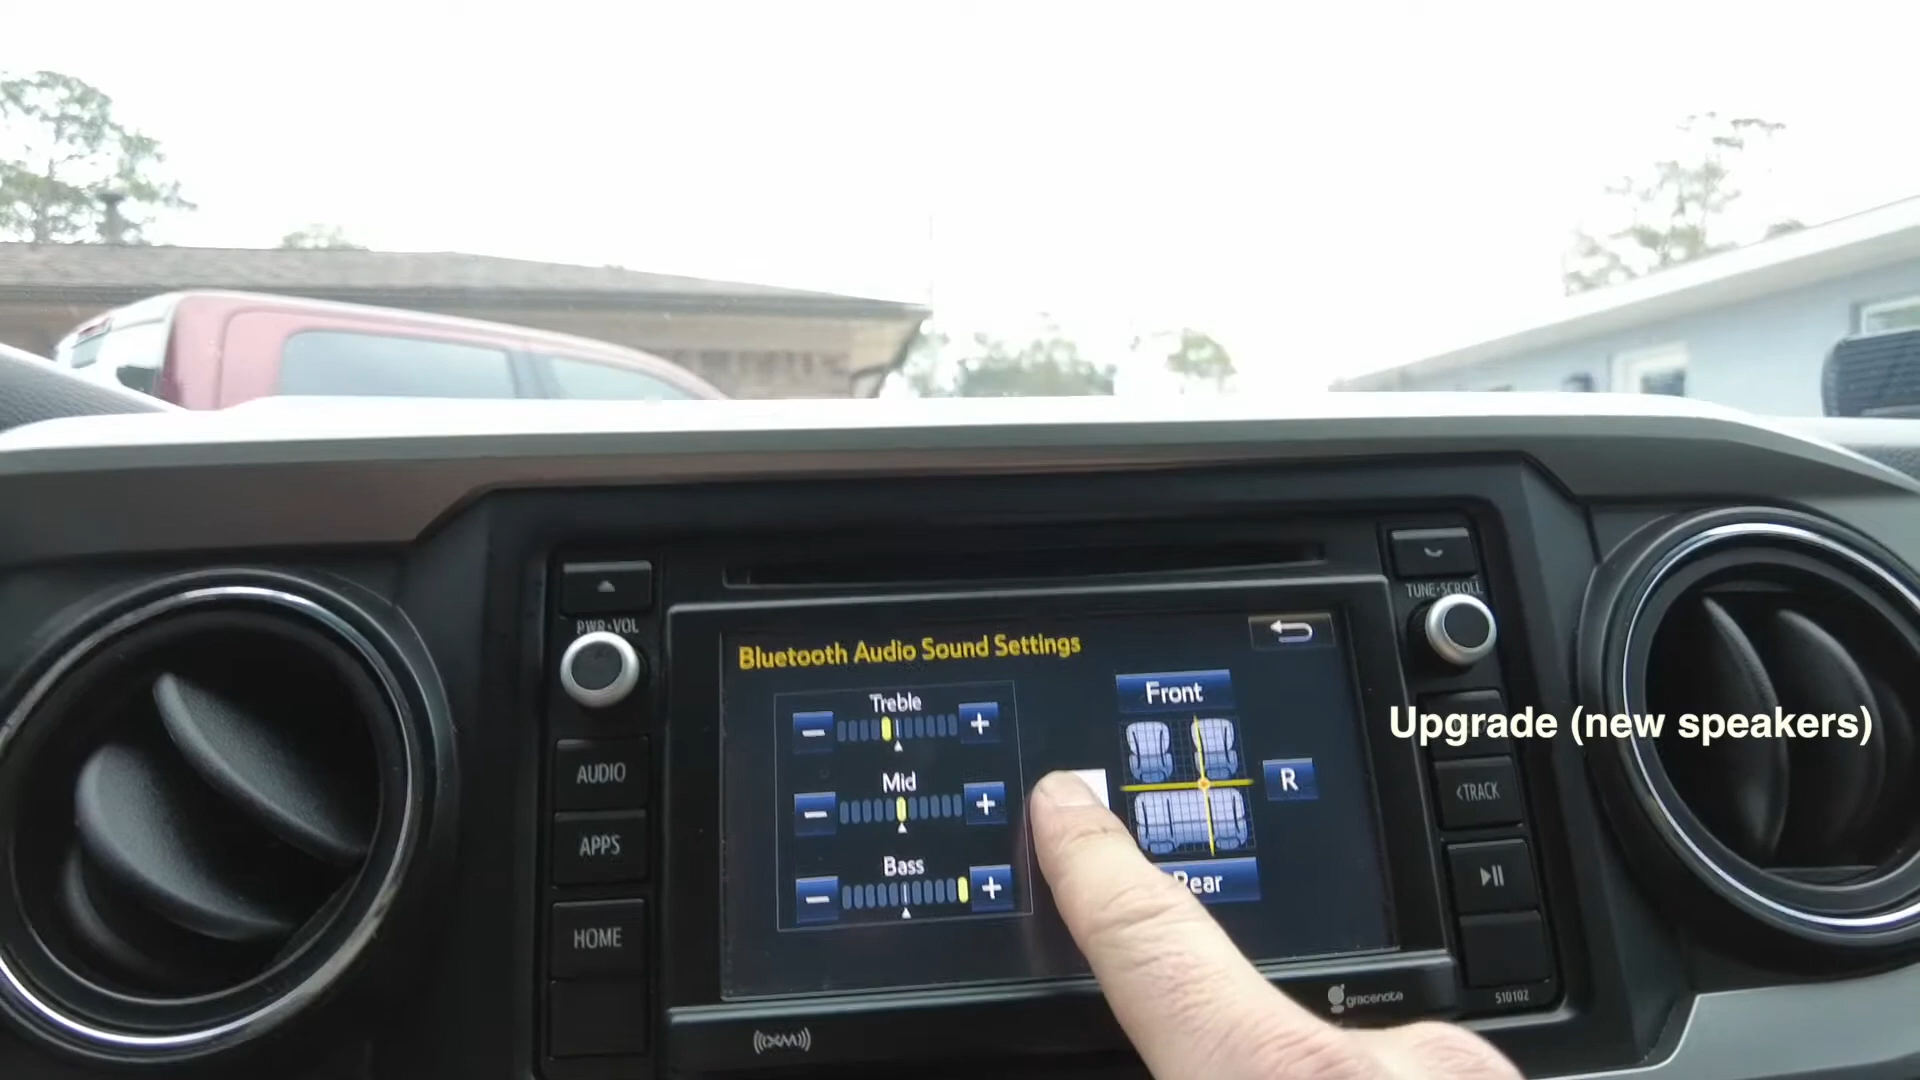 PWR•VOL
TUNE•SCROLL
Bluetooth Audio Sound Settings
Treble
Front
− +
Upgrade (new speakers)
AUDIO
Mid
− +
R
<TRACK
APPS
Bass
− +
Rear
HOME
gracenote
510102
((XM))